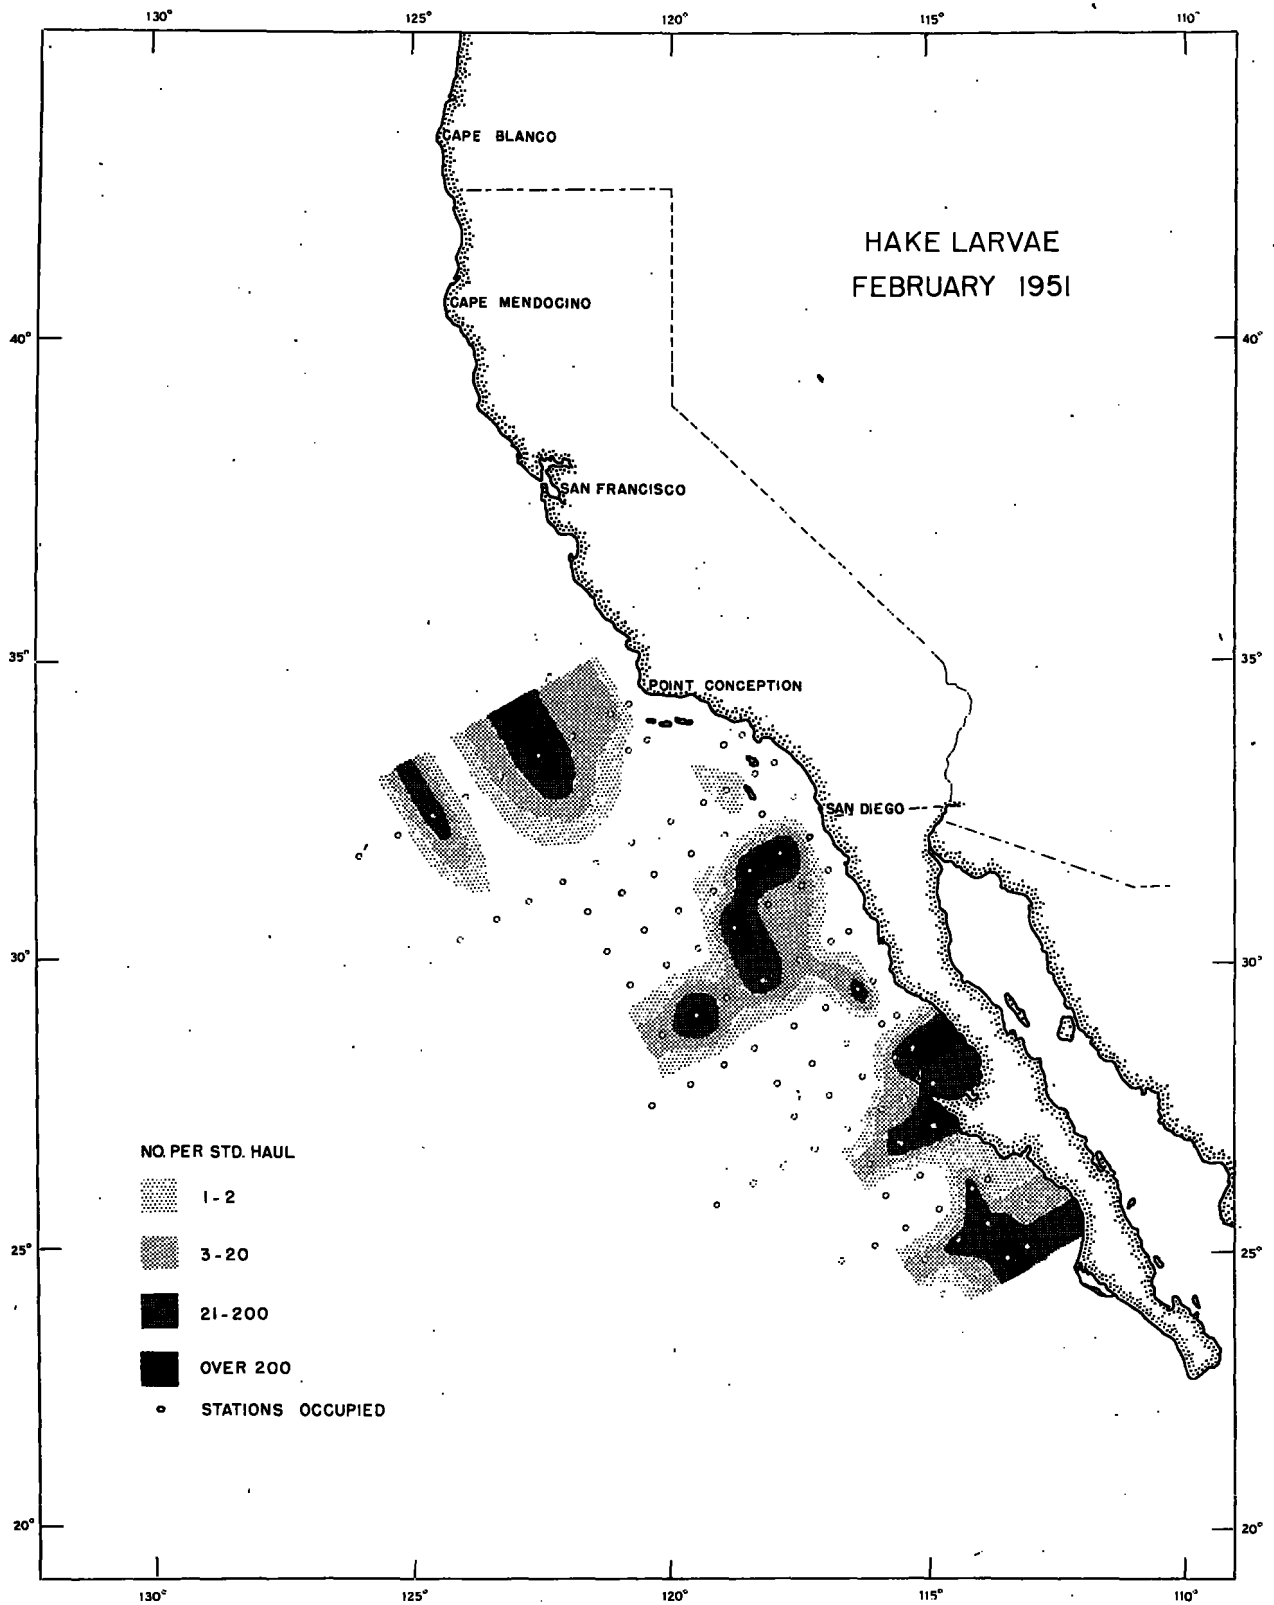 130° 125° 120° 115° 110°
CAPE BLANCO
HAKE LARVAE
FEBRUARY 1951
CAPE MENDOCINO
40° 40°
SAN FRANCISCO
35° 35°
POINT CONCEPTION
SAN DIEGO
30° 30°
NO. PER STD. HAUL
1-2
3-20
25° 25°
21-200
OVER 200
STATIONS OCCUPIED
20° 20°
130° 125° 120° 115° 110°